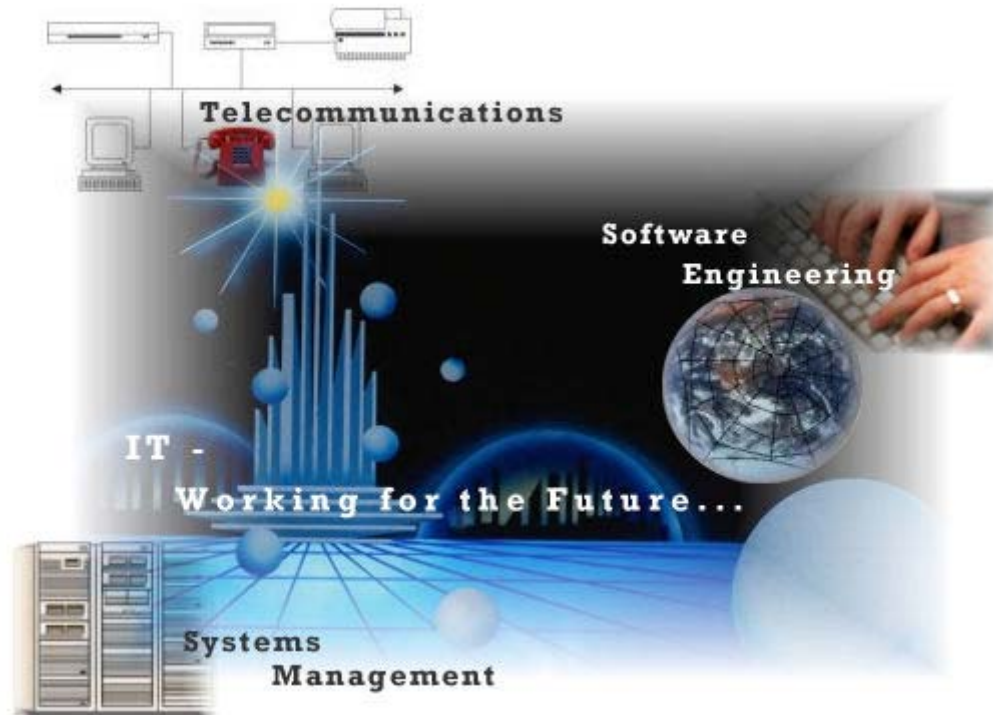 Telecommunications
Software
Engineering
IT -
Working for the Future...
Systems
Management